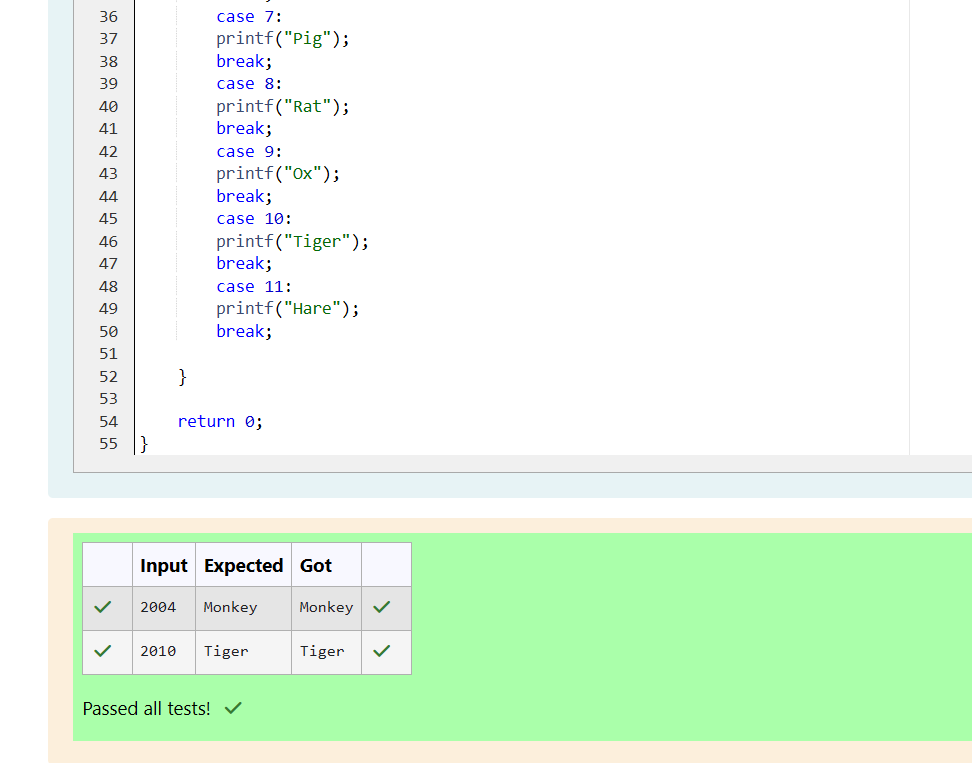 36 case 7:
37 printf("Pig");
38 break;
39 case 8:
40 printf("Rat");
41 break;
42 case 9:
43 printf("Ox");
44 break;
45 case 10:
46 printf("Tiger");
47 break;
48 case 11:
49 printf("Hare");
50 break;
51
52 }
53
54 return 0;
55 }
Input Expected Got
2004 Monkey Monkey
2010 Tiger Tiger
Passed all tests!